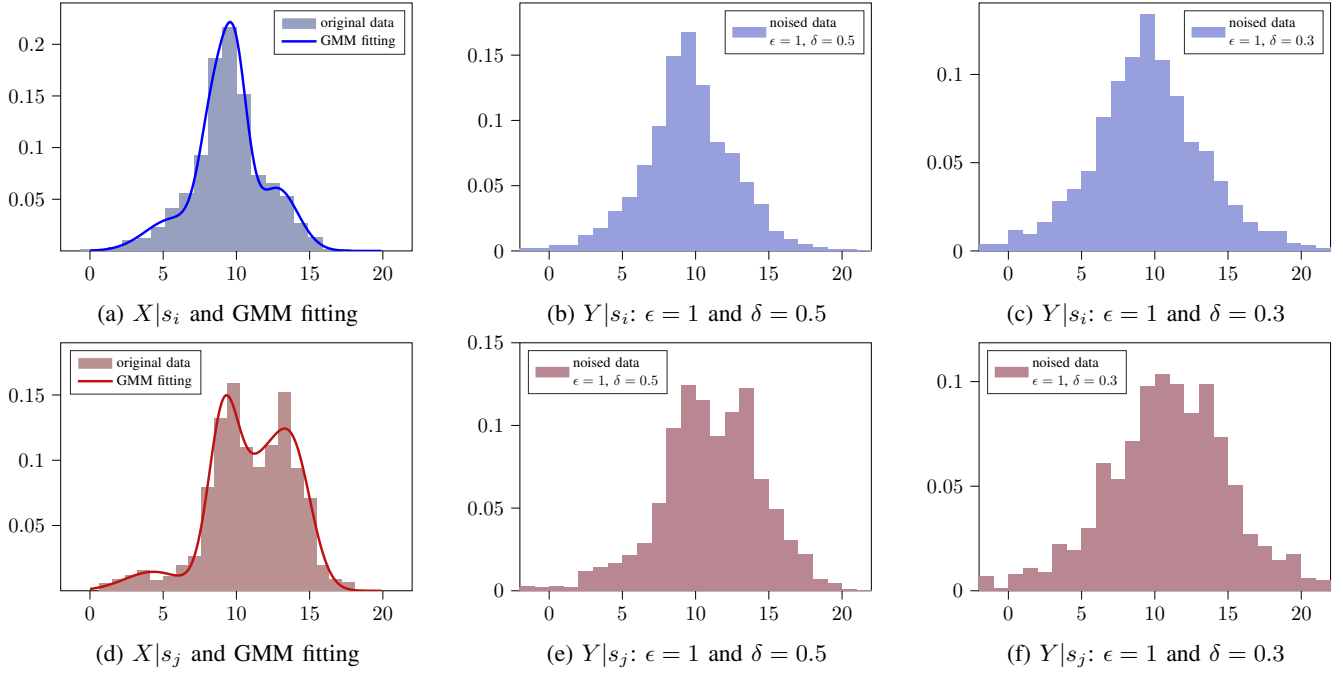 original data
GMM fitting
0.2
0.15
0.1
0.05
0 5 10 15 20
(a) X|s_i and GMM fitting
noised data
ϵ = 1, δ = 0.5
0.15
0.1
0.05
0
0 5 10 15 20
(b) Y|s_i: ϵ = 1 and δ = 0.5
noised data
ϵ = 1, δ = 0.3
0.1
0.05
0
0 5 10 15 20
(c) Y|s_i: ϵ = 1 and δ = 0.3
original data
GMM fitting
0.15
0.1
0.05
0 5 10 15 20
(d) X|s_j and GMM fitting
noised data
ϵ = 1, δ = 0.5
0.15
0.1
0.05
0
0 5 10 15 20
(e) Y|s_j: ϵ = 1 and δ = 0.5
noised data
ϵ = 1, δ = 0.3
0.1
0.05
0
0 5 10 15 20
(f) Y|s_j: ϵ = 1 and δ = 0.3